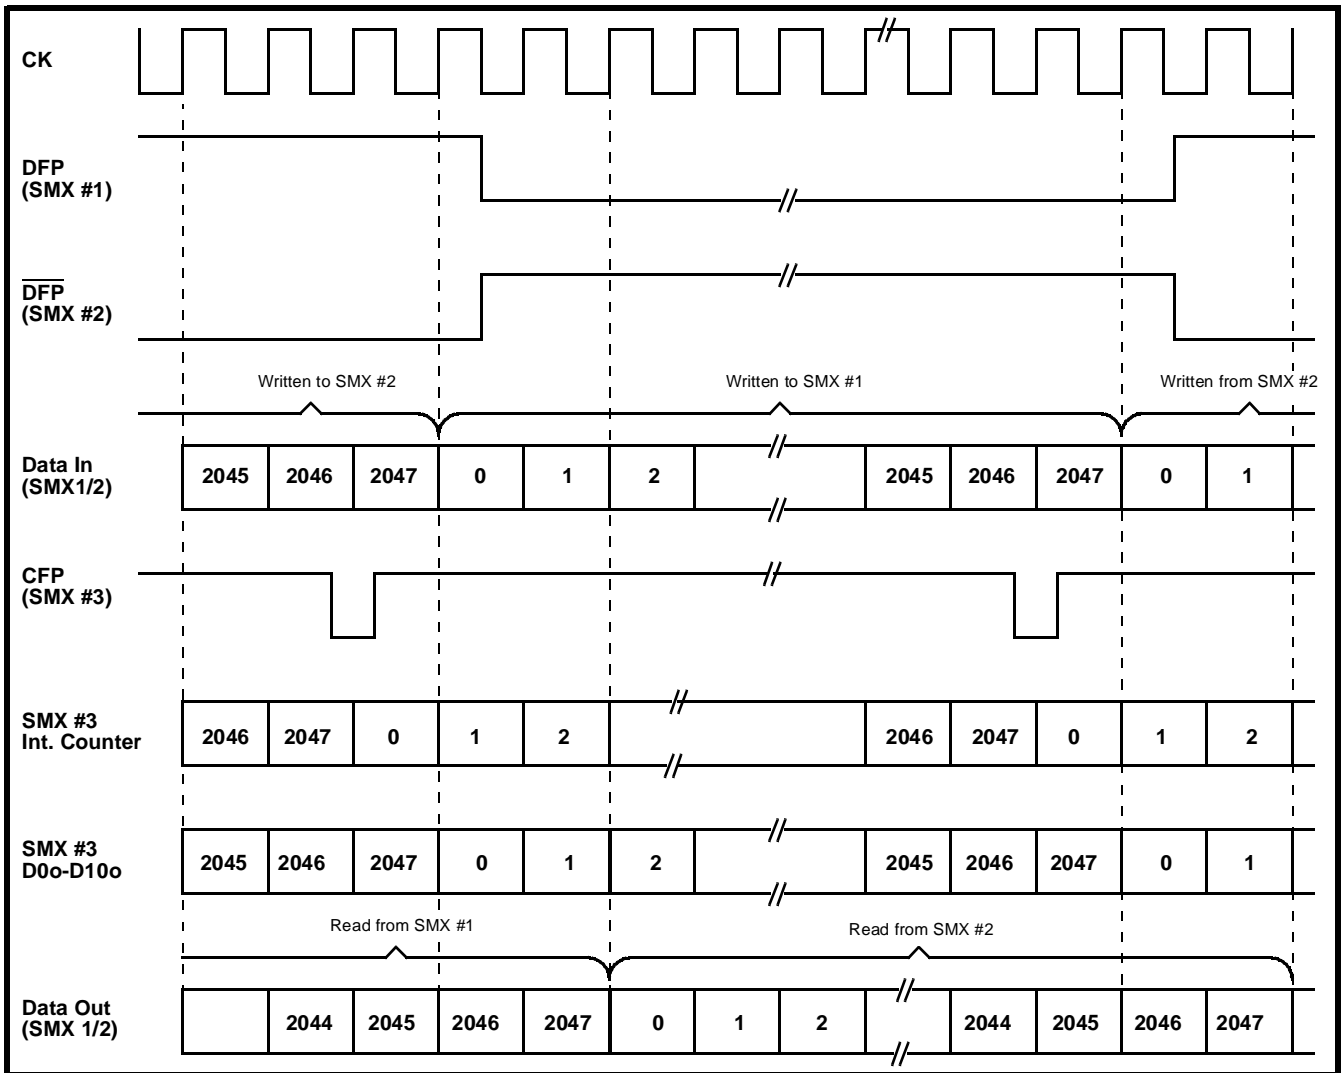 CK
DFP
(SMX #1)
DFP
(SMX #2)
Written to SMX #2 Written to SMX #1 Written from SMX #2
Data In
(SMX1/2)
2045 2046 2047 0 1 2 2045 2046 2047 0 1
CFP
(SMX #3)
SMX #3
Int. Counter
2046 2047 0 1 2 2046 2047 0 1 2
SMX #3
D0o-D10o
2045 2046 2047 0 1 2 2045 2046 2047 0 1
Read from SMX #1 Read from SMX #2
Data Out
(SMX 1/2)
2044 2045 2046 2047 0 1 2 2044 2045 2046 2047